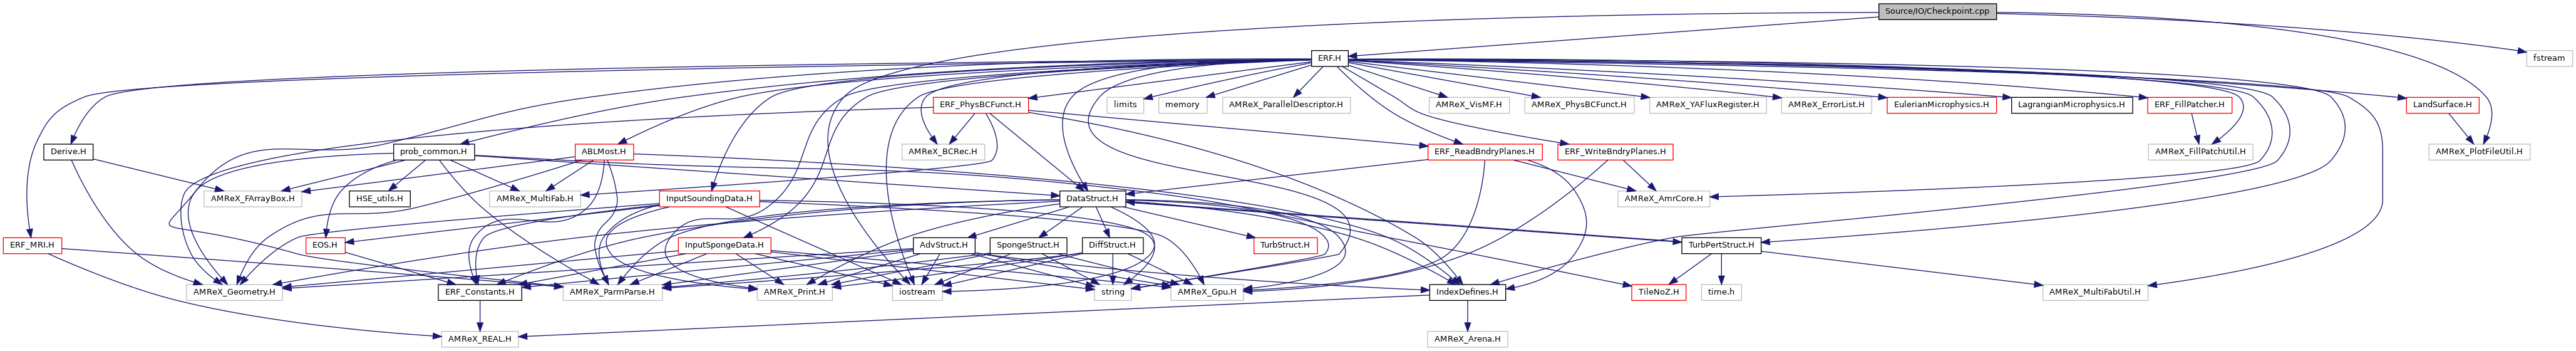 Source/IO/Checkpoint.cpp
ERF.H
fstream
ERF_PhysBCFunct.H
limits
memory
AMReX_ParallelDescriptor.H
AMReX_VisMF.H
AMReX_PhysBCFunct.H
AMReX_YAFluxRegister.H
AMReX_ErrorList.H
EulerianMicrophysics.H
LagrangianMicrophysics.H
ERF_FillPatcher.H
LandSurface.H
Derive.H
prob_common.H
ABLMost.H
AMReX_BCRec.H
ERF_ReadBndryPlanes.H
ERF_WriteBndryPlanes.H
AMReX_FillPatchUtil.H
AMReX_PlotFileUtil.H
AMReX_FArrayBox.H
HSE_utils.H
AMReX_MultiFab.H
InputSoundingData.H
DataStruct.H
AMReX_AmrCore.H
ERF_MRI.H
EOS.H
InputSpongeData.H
AdvStruct.H
SpongeStruct.H
DiffStruct.H
TurbStruct.H
TurbPertStruct.H
AMReX_Geometry.H
ERF_Constants.H
AMReX_ParmParse.H
AMReX_Print.H
iostream
string
AMReX_Gpu.H
IndexDefines.H
TileNoZ.H
time.h
AMReX_MultiFabUtil.H
AMReX_REAL.H
AMReX_Arena.H